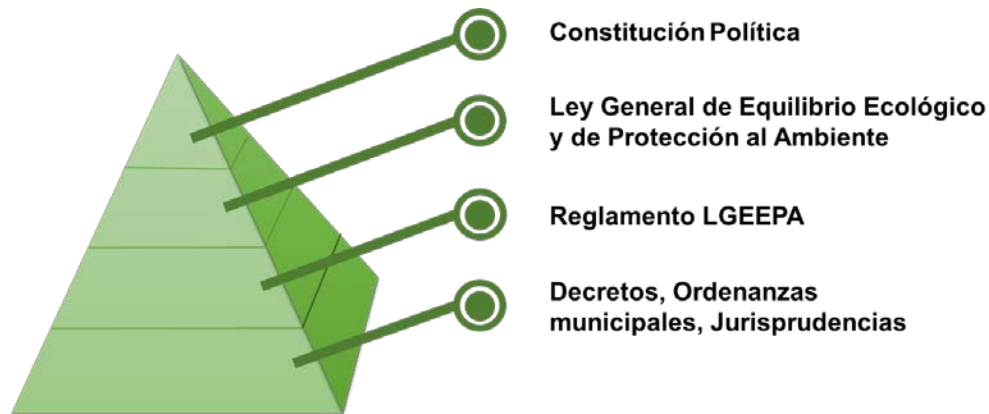 Constitución Política
Ley General de Equilibrio Ecológico
y de Protección al Ambiente
Reglamento LGEEPA
Decretos, Ordenanzas
municipales, Jurisprudencias